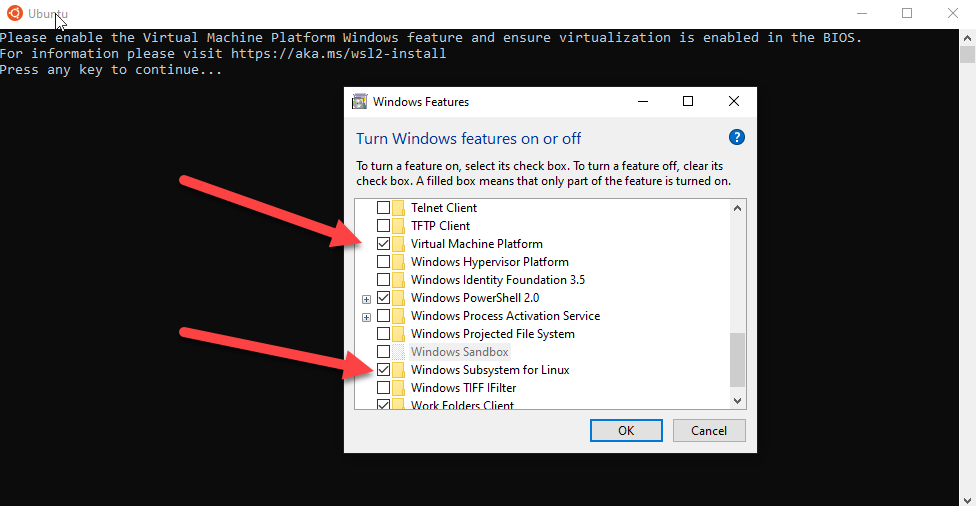 Ubuntu
Please enable the Virtual Machine Platform Windows feature and ensure virtualization is enabled in the BIOS.
For information please visit https://aka.ms/wsl2-install
Press any key to continue...
Windows Features
Turn Windows features on or off
To turn a feature on, select its check box. To turn a feature off, clear its
check box. A filled box means that only part of the feature is turned on.
Telnet Client
TFTP Client
Virtual Machine Platform
Windows Hypervisor Platform
Windows Identity Foundation 3.5
Windows PowerShell 2.0
Windows Process Activation Service
Windows Projected File System
Windows Sandbox
Windows Subsystem for Linux
Windows TIFF IFilter
Work Folders Client
OK
Cancel